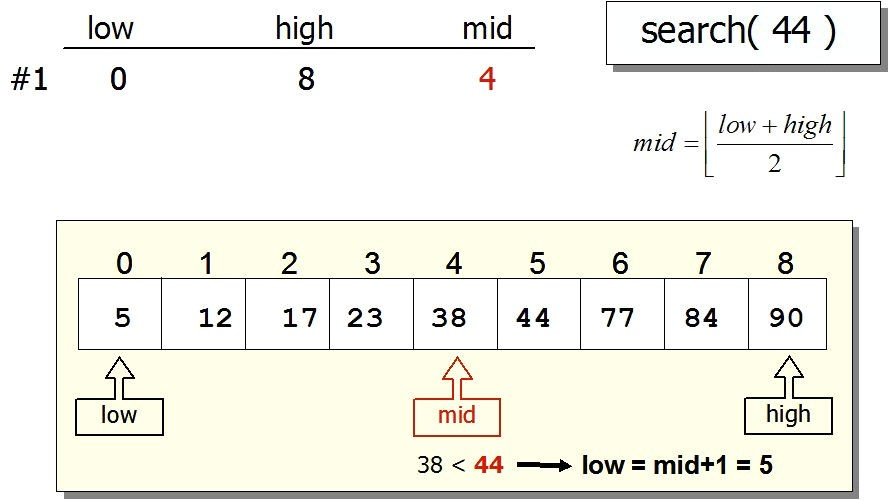 low high mid
search( 44 )
#1 0 8 4
mid = ⌊ low + high / 2 ⌋
0 1 2 3 4 5 6 7 8
5 12 17 23 38 44 77 84 90
low mid high
38 < 44 → low = mid+1 = 5